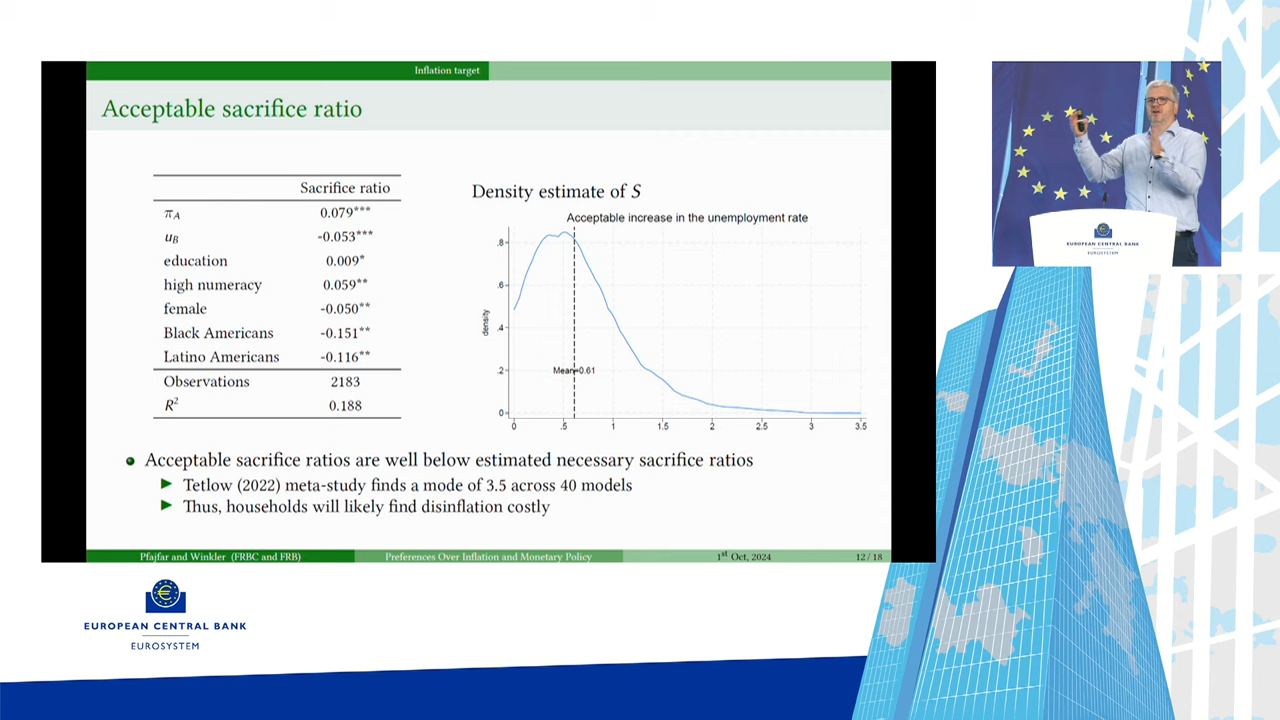 Inflation target
Acceptable sacrifice ratio
Sacrifice ratio
π_A 0.079***
u_B -0.053***
education 0.009*
high numeracy 0.059**
female -0.050**
Black Americans -0.151**
Latino Americans -0.116**
Observations 2183
R² 0.188
Density estimate of S
Acceptable increase in the unemployment rate
density
.8
.6
.4
.2
0
Mean=0.61
0 .5 1 1.5 2 2.5 3 3.5
Acceptable sacrifice ratios are well below estimated necessary sacrifice ratios
Tetlow (2022) meta-study finds a mode of 3.5 across 40 models
Thus, households will likely find disinflation costly
Pfajfar and Winkler (FRBC and FRB) Preferences Over Inflation and Monetary Policy 1st Oct, 2024 12 / 18
EUROPEAN CENTRAL BANK
EUROSYSTEM
EUROPEAN CENTRAL BANK
EUROSYSTEM